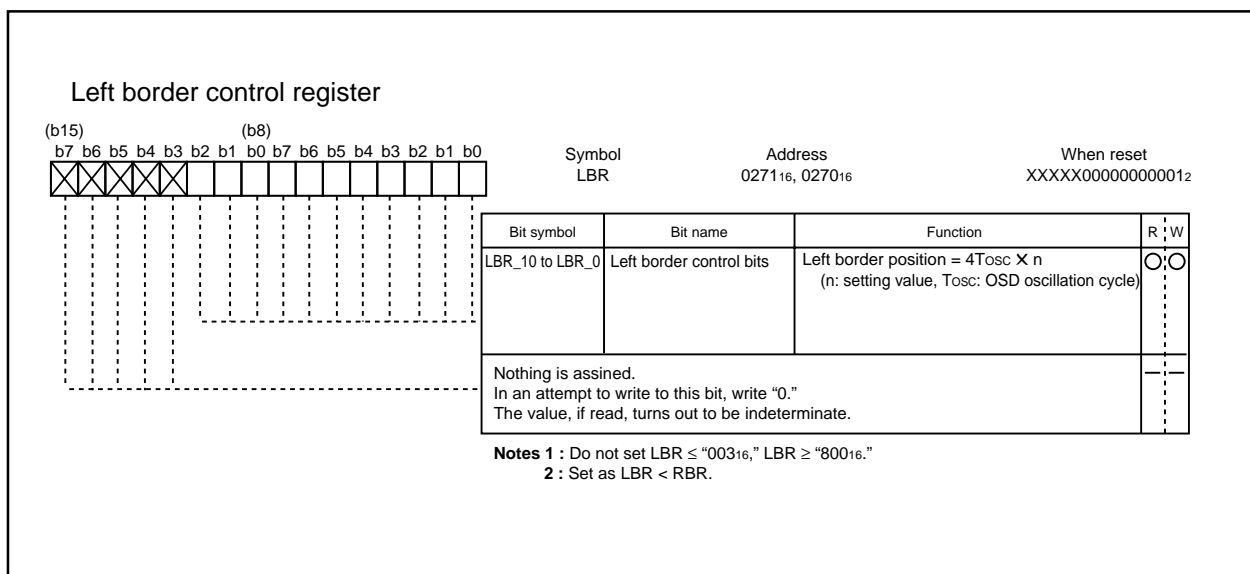 Left border control register
(b15) (b8)
b7 b6 b5 b4 b3 b2 b1 b0 b7 b6 b5 b4 b3 b2 b1 b0
Symbol Address When reset
LBR 027116, 027016 XXXXX000000000012
Bit symbol Bit name Function R W
LBR_10 to LBR_0 Left border control bits Left border position = 4Tosc X n
(n: setting value, Tosc: OSD oscillation cycle)
Nothing is assined.
In an attempt to write to this bit, write “0.”
The value, if read, turns out to be indeterminate.
Notes 1 : Do not set LBR ≤ “00316,” LBR ≥ “80016.”
2 : Set as LBR < RBR.